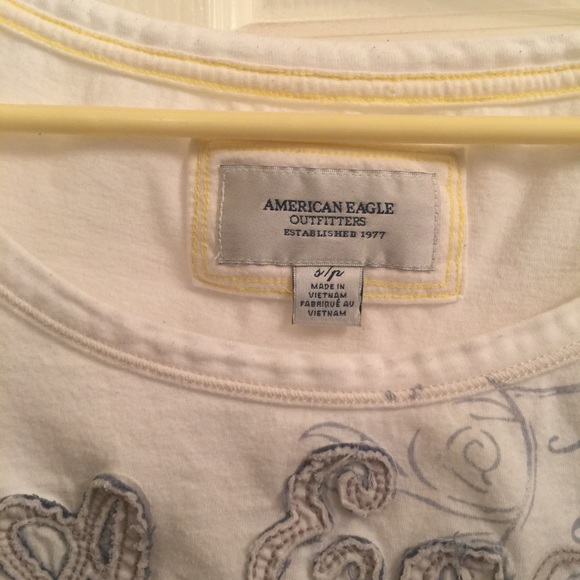 AMERICAN EAGLE
OUTFITTERS
ESTABLISHED 1977
s/p
MADE IN
VIETNAM
FABRIQUÉ AU
VIETNAM